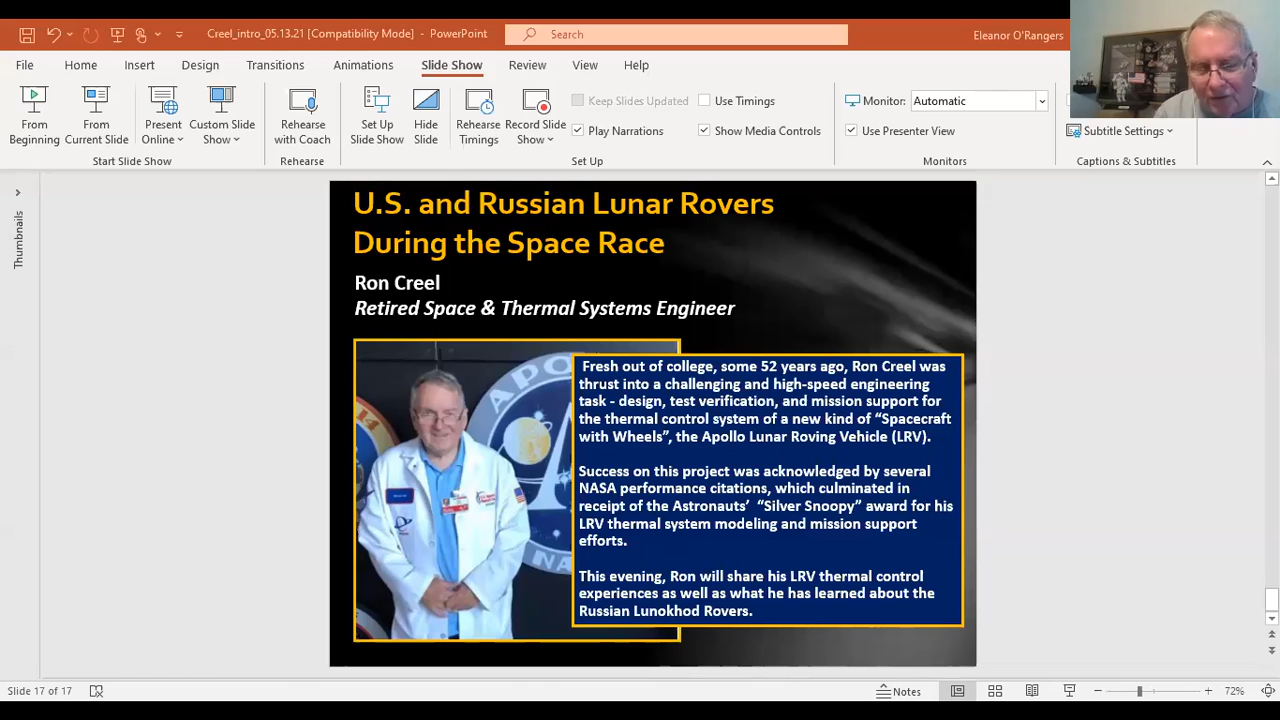 Creel_intro_05.13.21 [Compatibility Mode] - PowerPoint
Search
Eleanor O'Rangers
File Home Insert Design Transitions Animations Slide Show Review View Help
From Beginning
From Current Slide
Present Online
Custom Slide Show
Start Slide Show
Rehearse with Coach
Rehearse
Set Up Slide Show
Hide Slide
Rehearse Timings
Record Slide Show
Keep Slides Updated
Use Timings
Play Narrations
Show Media Controls
Set Up
Monitor: Automatic
Use Presenter View
Monitors
Subtitle Settings
Captions & Subtitles
Thumbnails
U.S. and Russian Lunar Rovers
During the Space Race
Ron Creel
Retired Space & Thermal Systems Engineer
APO
NA
Fresh out of college, some 52 years ago, Ron Creel was
thrust into a challenging and high-speed engineering
task - design, test verification, and mission support for
the thermal control system of a new kind of “Spacecraft
with Wheels”, the Apollo Lunar Roving Vehicle (LRV).
Success on this project was acknowledged by several
NASA performance citations, which culminated in
receipt of the Astronauts’ “Silver Snoopy” award for his
LRV thermal system modeling and mission support
efforts.
This evening, Ron will share his LRV thermal control
experiences as well as what he has learned about the
Russian Lunokhod Rovers.
Slide 17 of 17
Notes
72%